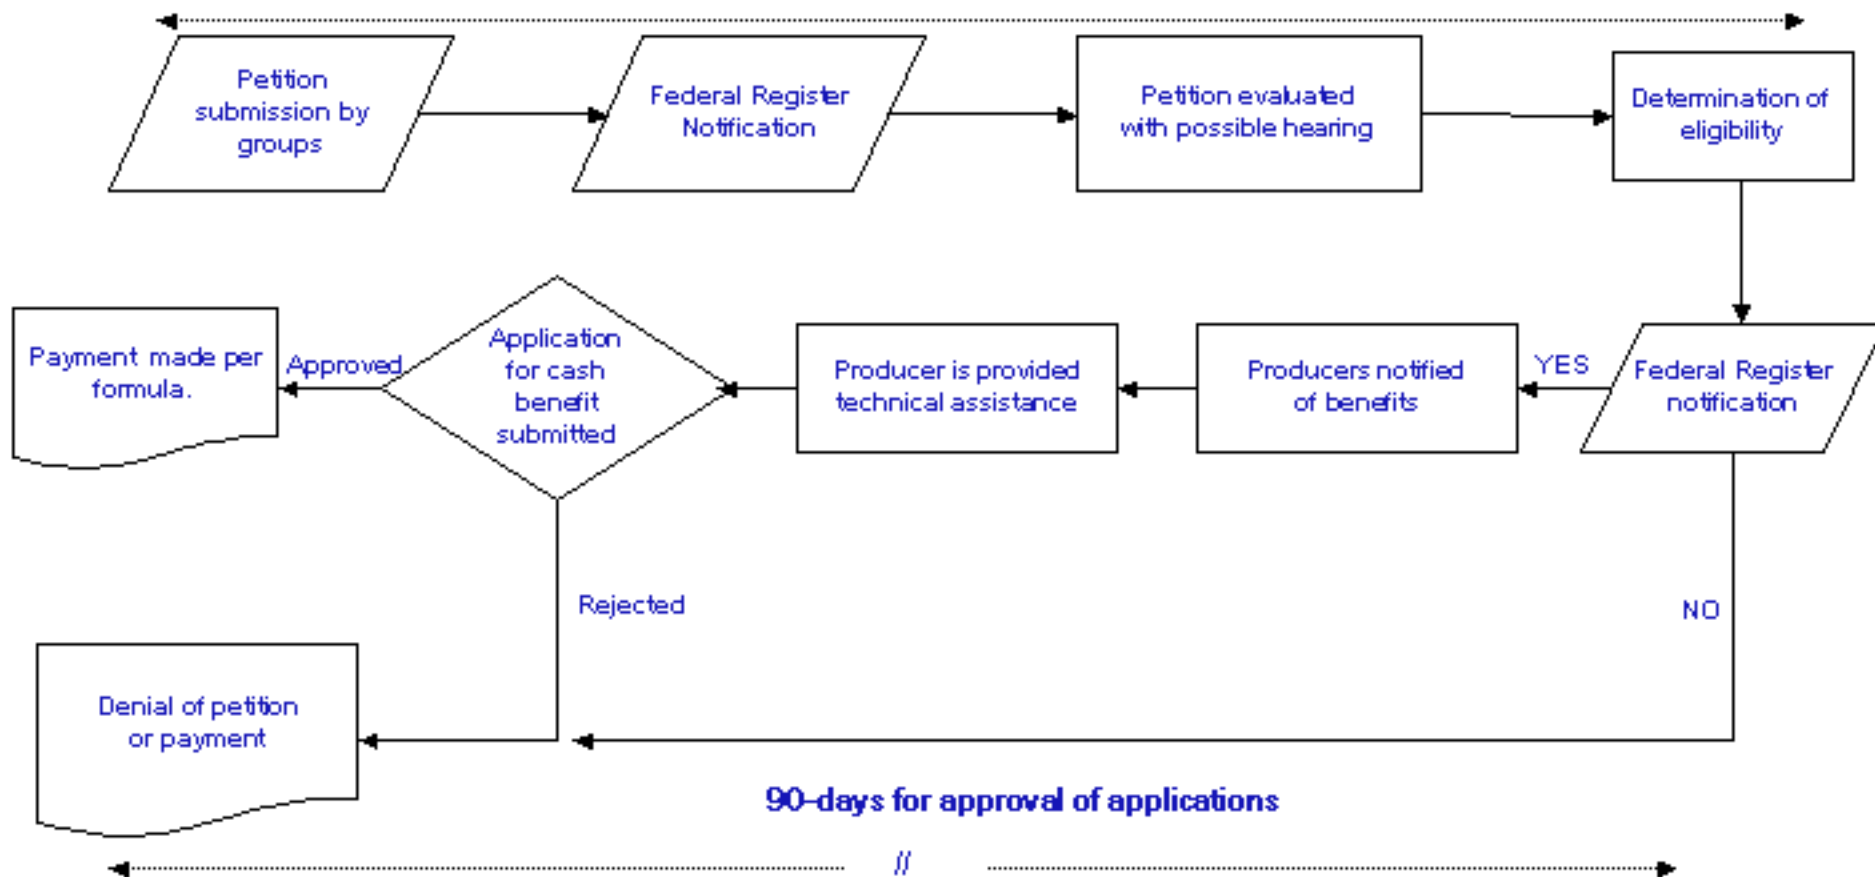 Petition
submission by
groups
Federal Register
Notification
Petition evaluated
with possible hearing
Determination of
eligibility
Payment made per
formula.
Approved
Application
for cash
benefit
submitted
Producer is provided
technical assistance
Producers notified
of benefits
YES
Federal Register
notification
Rejected
NO
Denial of petition
or payment
90-days for approval of applications
//